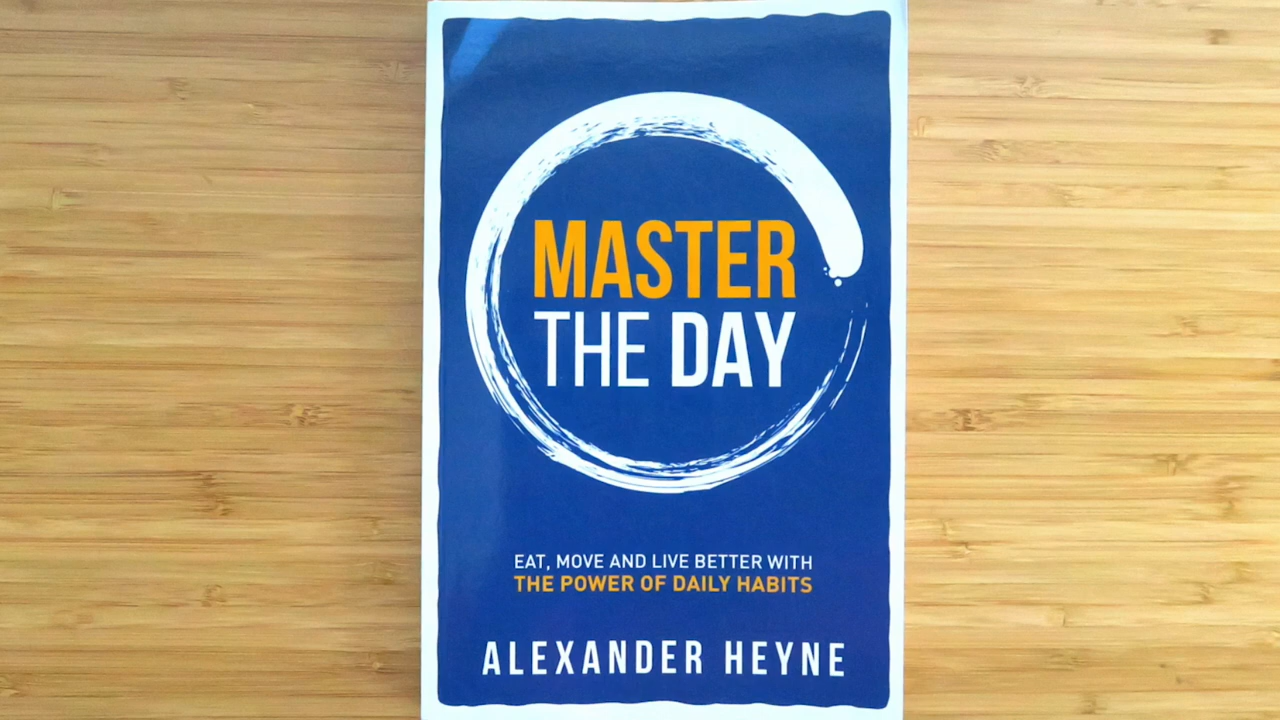 MASTER
THE DAY
EAT, MOVE AND LIVE BETTER WITH
THE POWER OF DAILY HABITS
ALEXANDER HEYNE